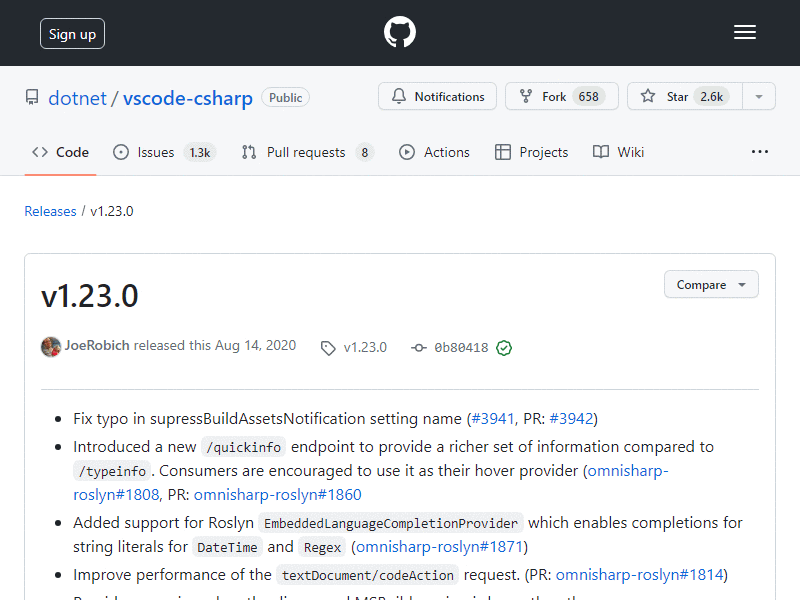 Sign up
dotnet / vscode-csharp Public
Notifications Fork 658 Star 2.6k
Code Issues 1.3k Pull requests 8 Actions Projects Wiki
Releases / v1.23.0
v1.23.0
Compare
JoeRobich released this Aug 14, 2020 v1.23.0 0b80418
Fix typo in supressBuildAssetsNotification setting name (#3941, PR: #3942)
Introduced a new /quickinfo endpoint to provide a richer set of information compared to
/typeinfo . Consumers are encouraged to use it as their hover provider (omnisharp-
roslyn#1808, PR: omnisharp-roslyn#1860
Added support for Roslyn EmbeddedLanguageCompletionProvider which enables completions for
string literals for DateTime and Regex (omnisharp-roslyn#1871)
Improve performance of the textDocument/codeAction request. (PR: omnisharp-roslyn#1814)